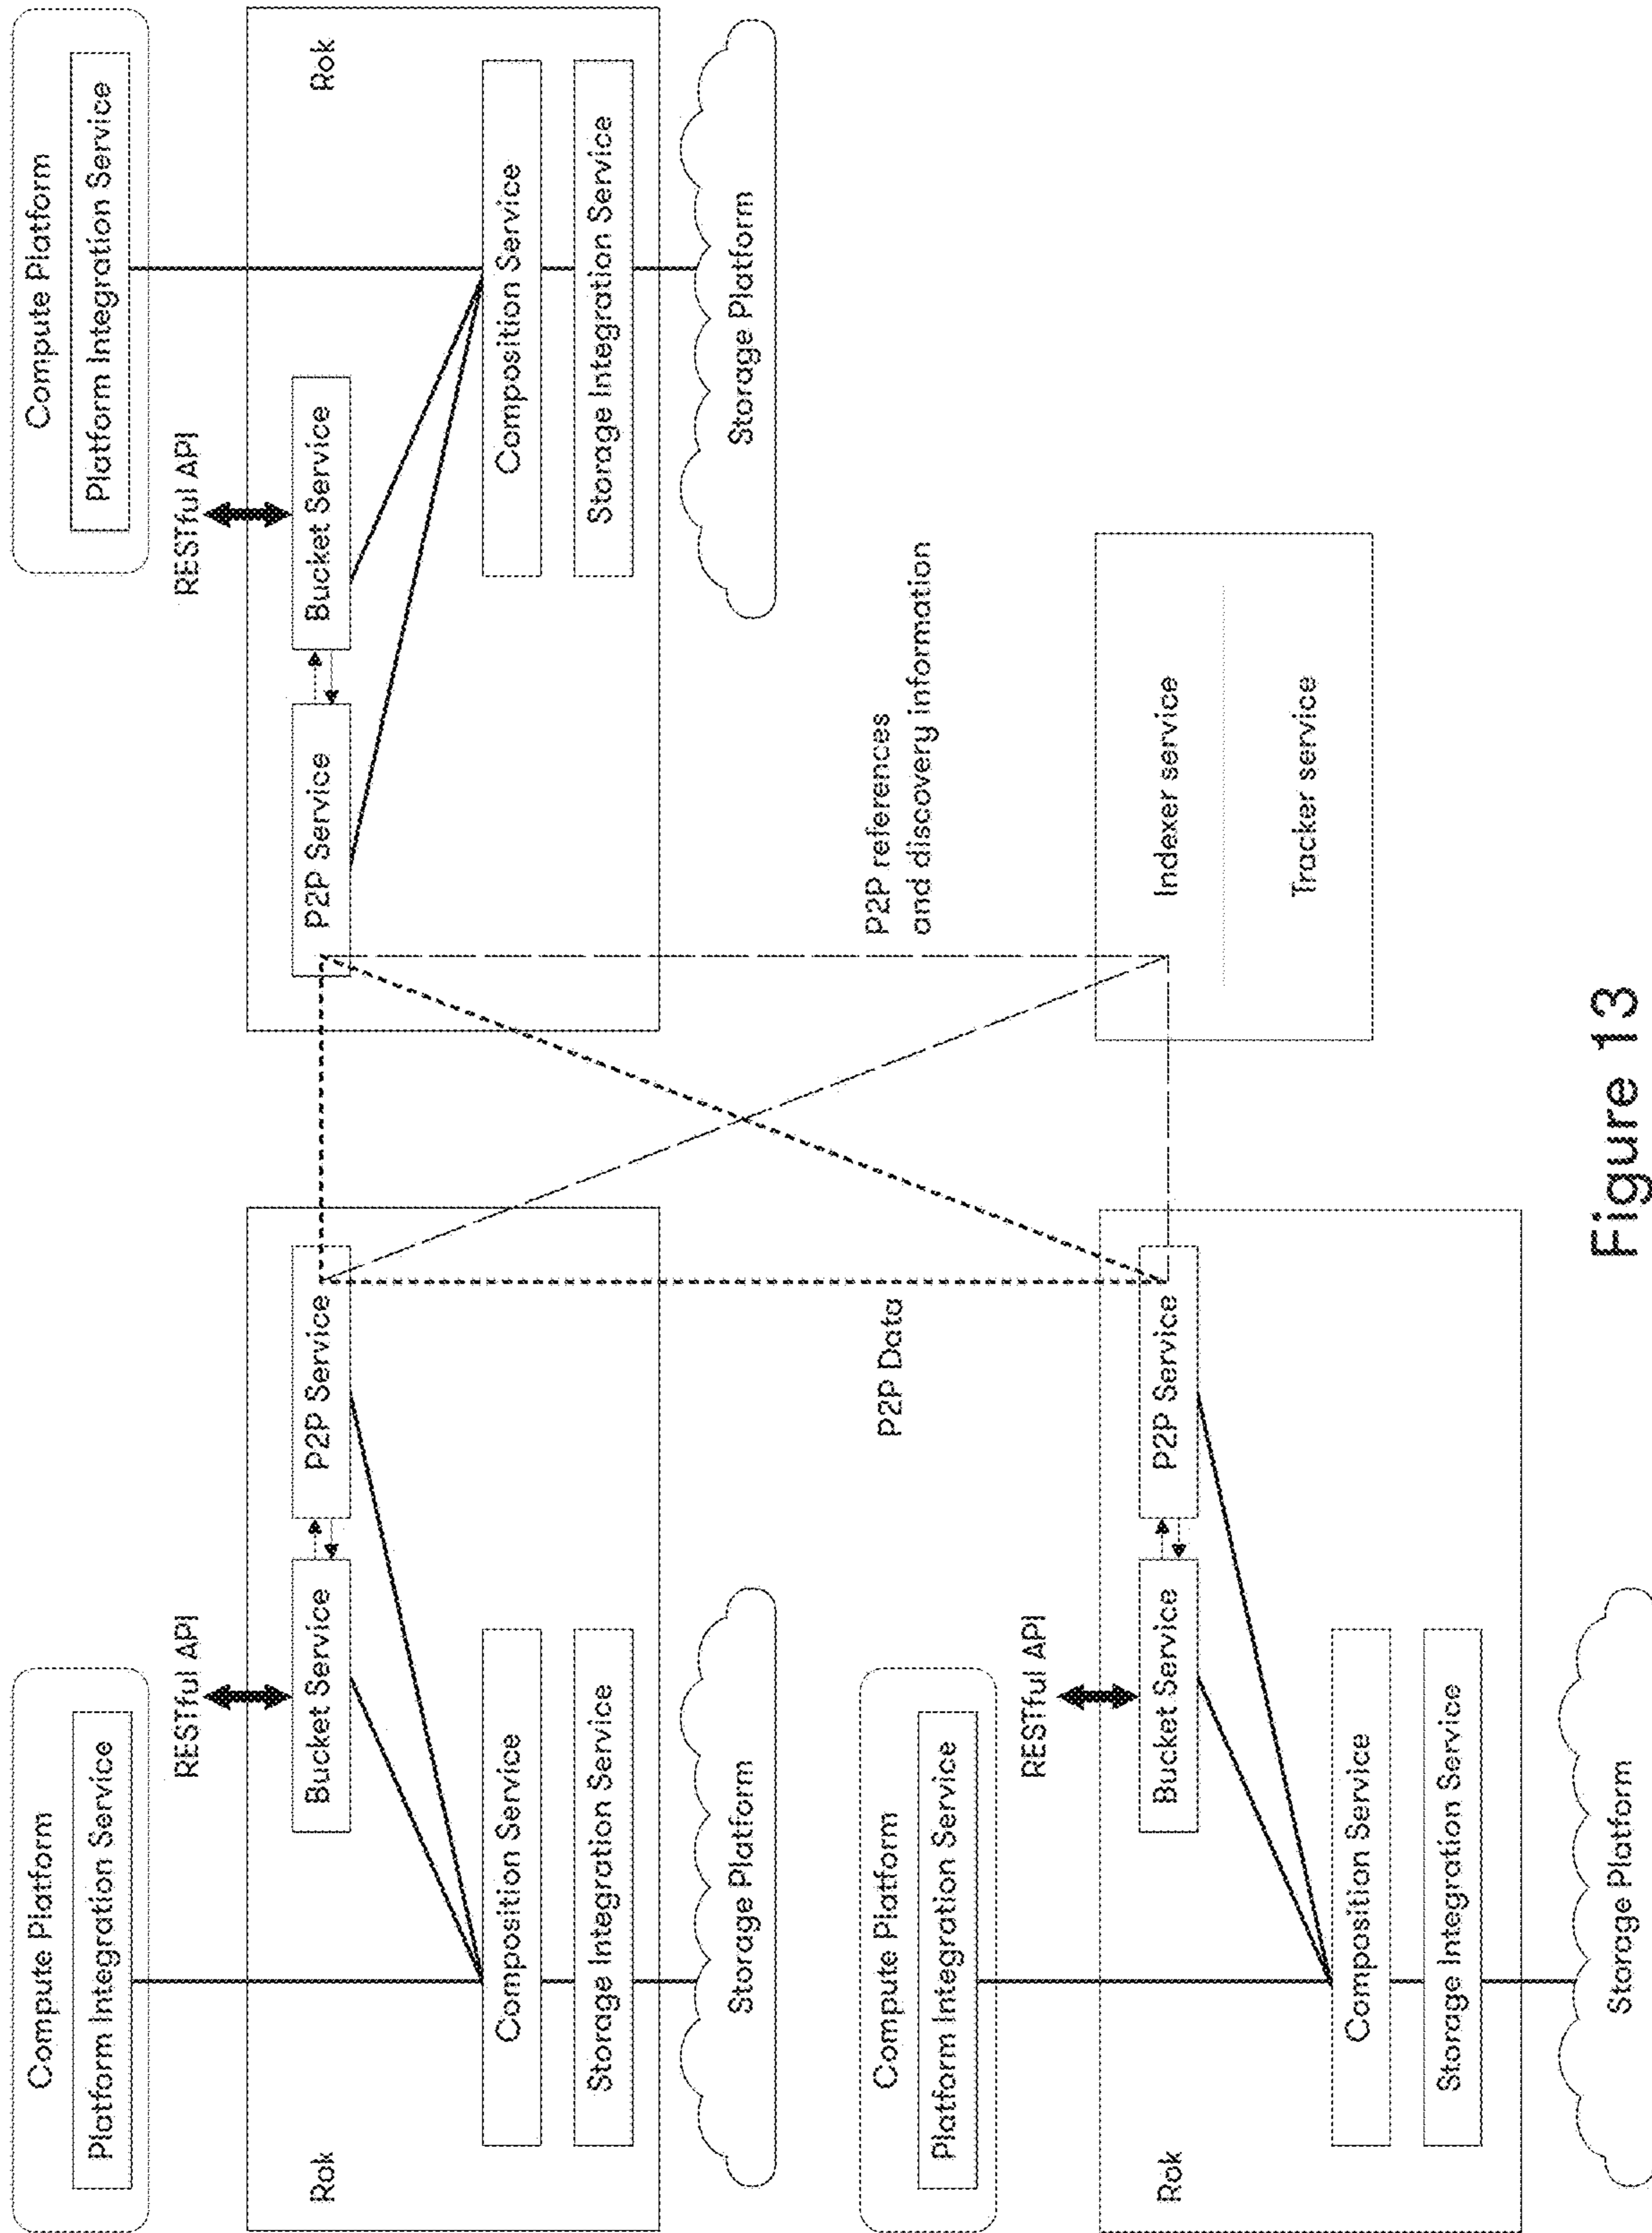 Compute Platform
Platform Integration Service
RESTful API
Bucket Service
P2P Service
Rok
Composition Service
Storage Integration Service
Storage Platform
Compute Platform
Platform Integration Service
RESTful API
P2P Service
Bucket Service
Rok
Composition Service
Storage Integration Service
Storage Platform
P2P Data
P2P references
and discovery information
Compute Platform
Platform Integration Service
RESTful API
Bucket Service
P2P Service
Rok
Composition Service
Storage Integration Service
Storage Platform
Indexer service
Tracker service
Figure 13